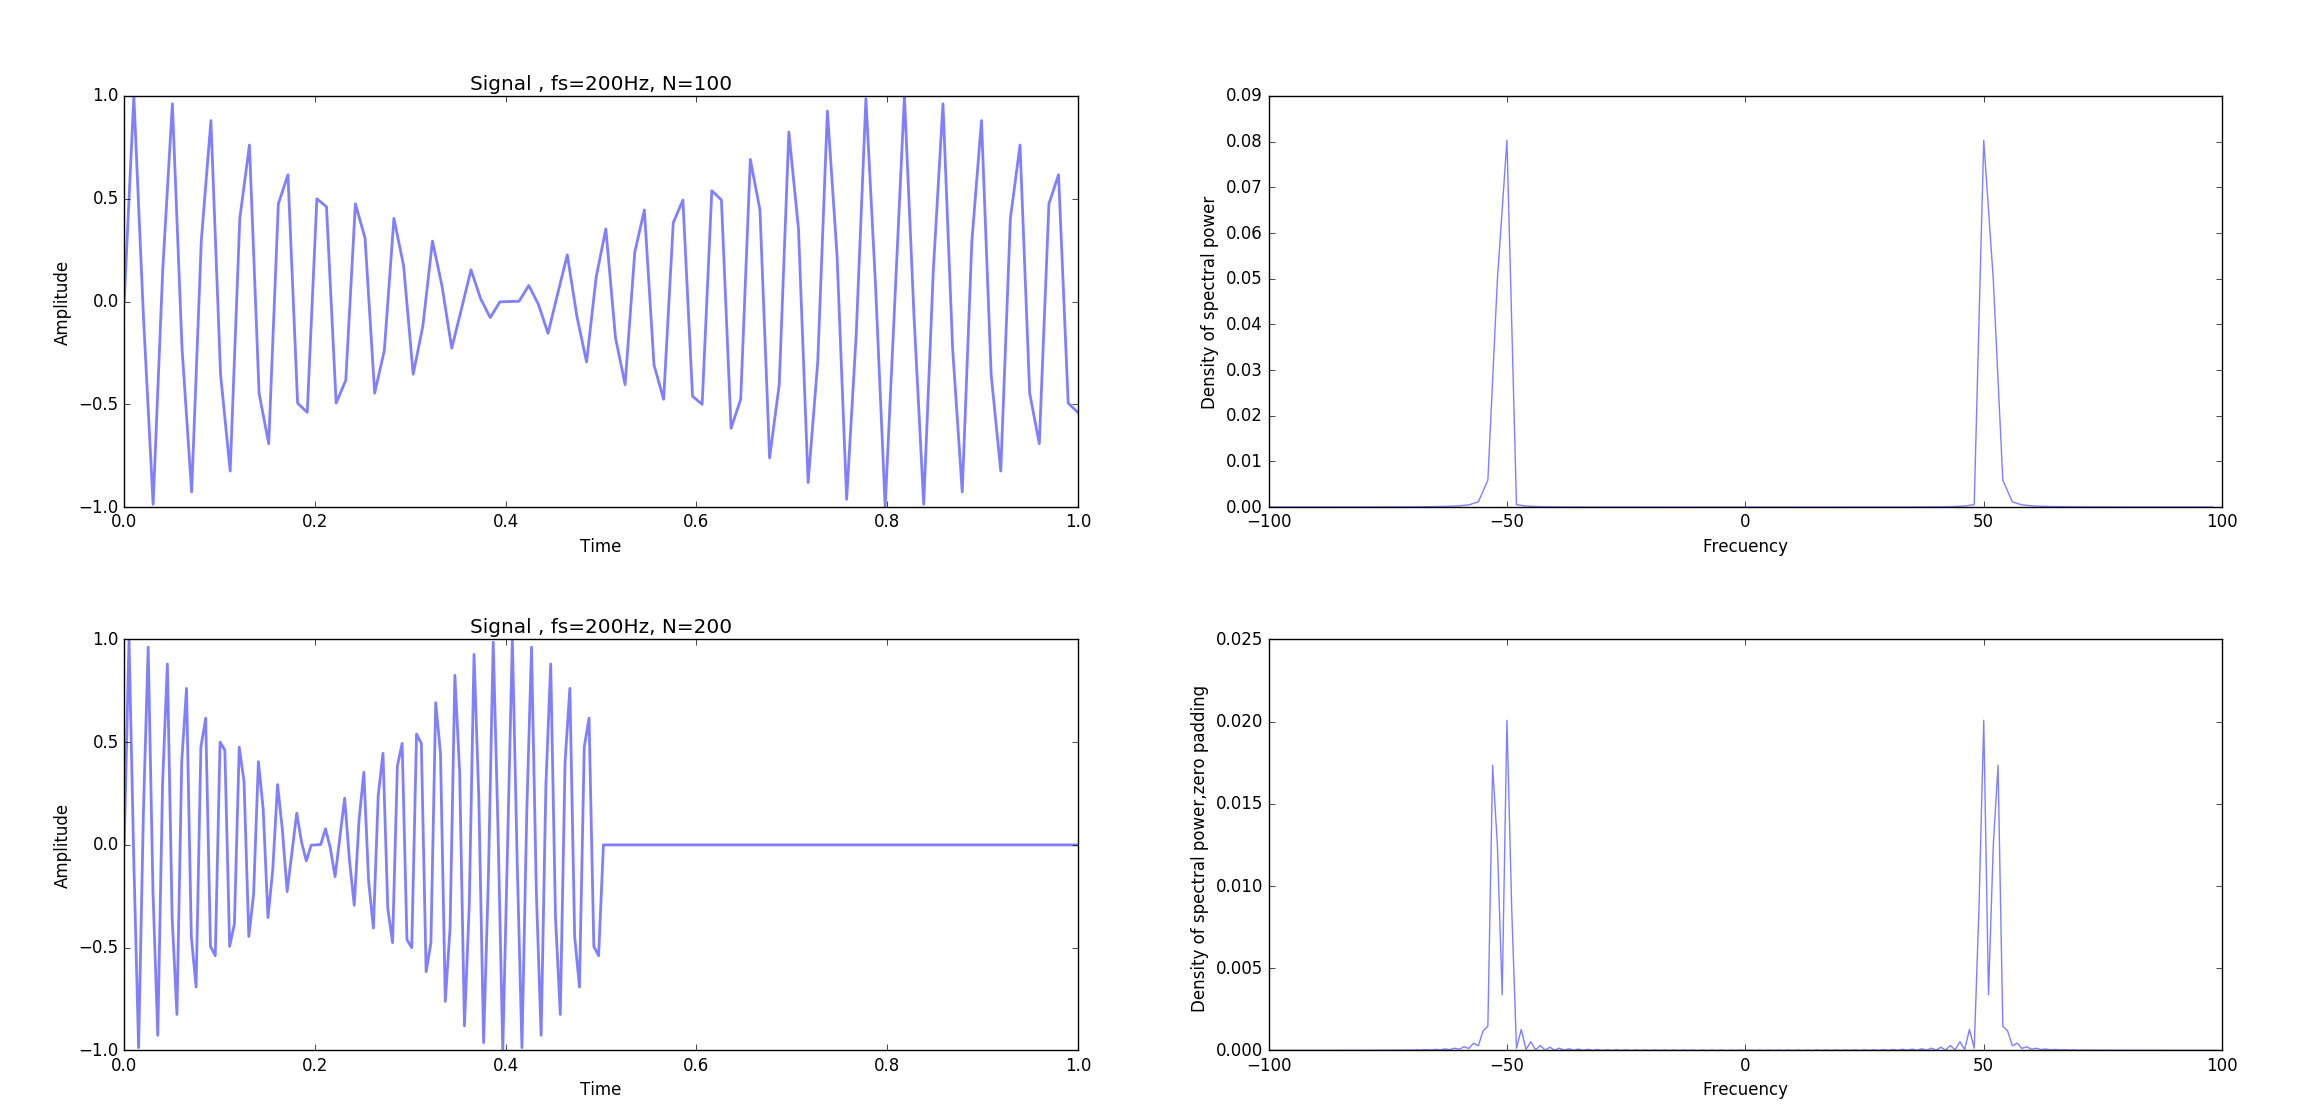 Signal , fs=200Hz, N=100
1.0
0.5
0.0
−0.5
−1.0
Amplitude
0.0 0.2 0.4 0.6 0.8 1.0
Time
0.09
0.08
0.07
0.06
0.05
0.04
0.03
0.02
0.01
0.00
Density of spectral power
−100 −50 0 50 100
Frecuency
Signal , fs=200Hz, N=200
1.0
0.5
0.0
−0.5
−1.0
Amplitude
0.0 0.2 0.4 0.6 0.8 1.0
Time
0.025
0.020
0.015
0.010
0.005
0.000
Density of spectral power,zero padding
−100 −50 0 50 100
Frecuency